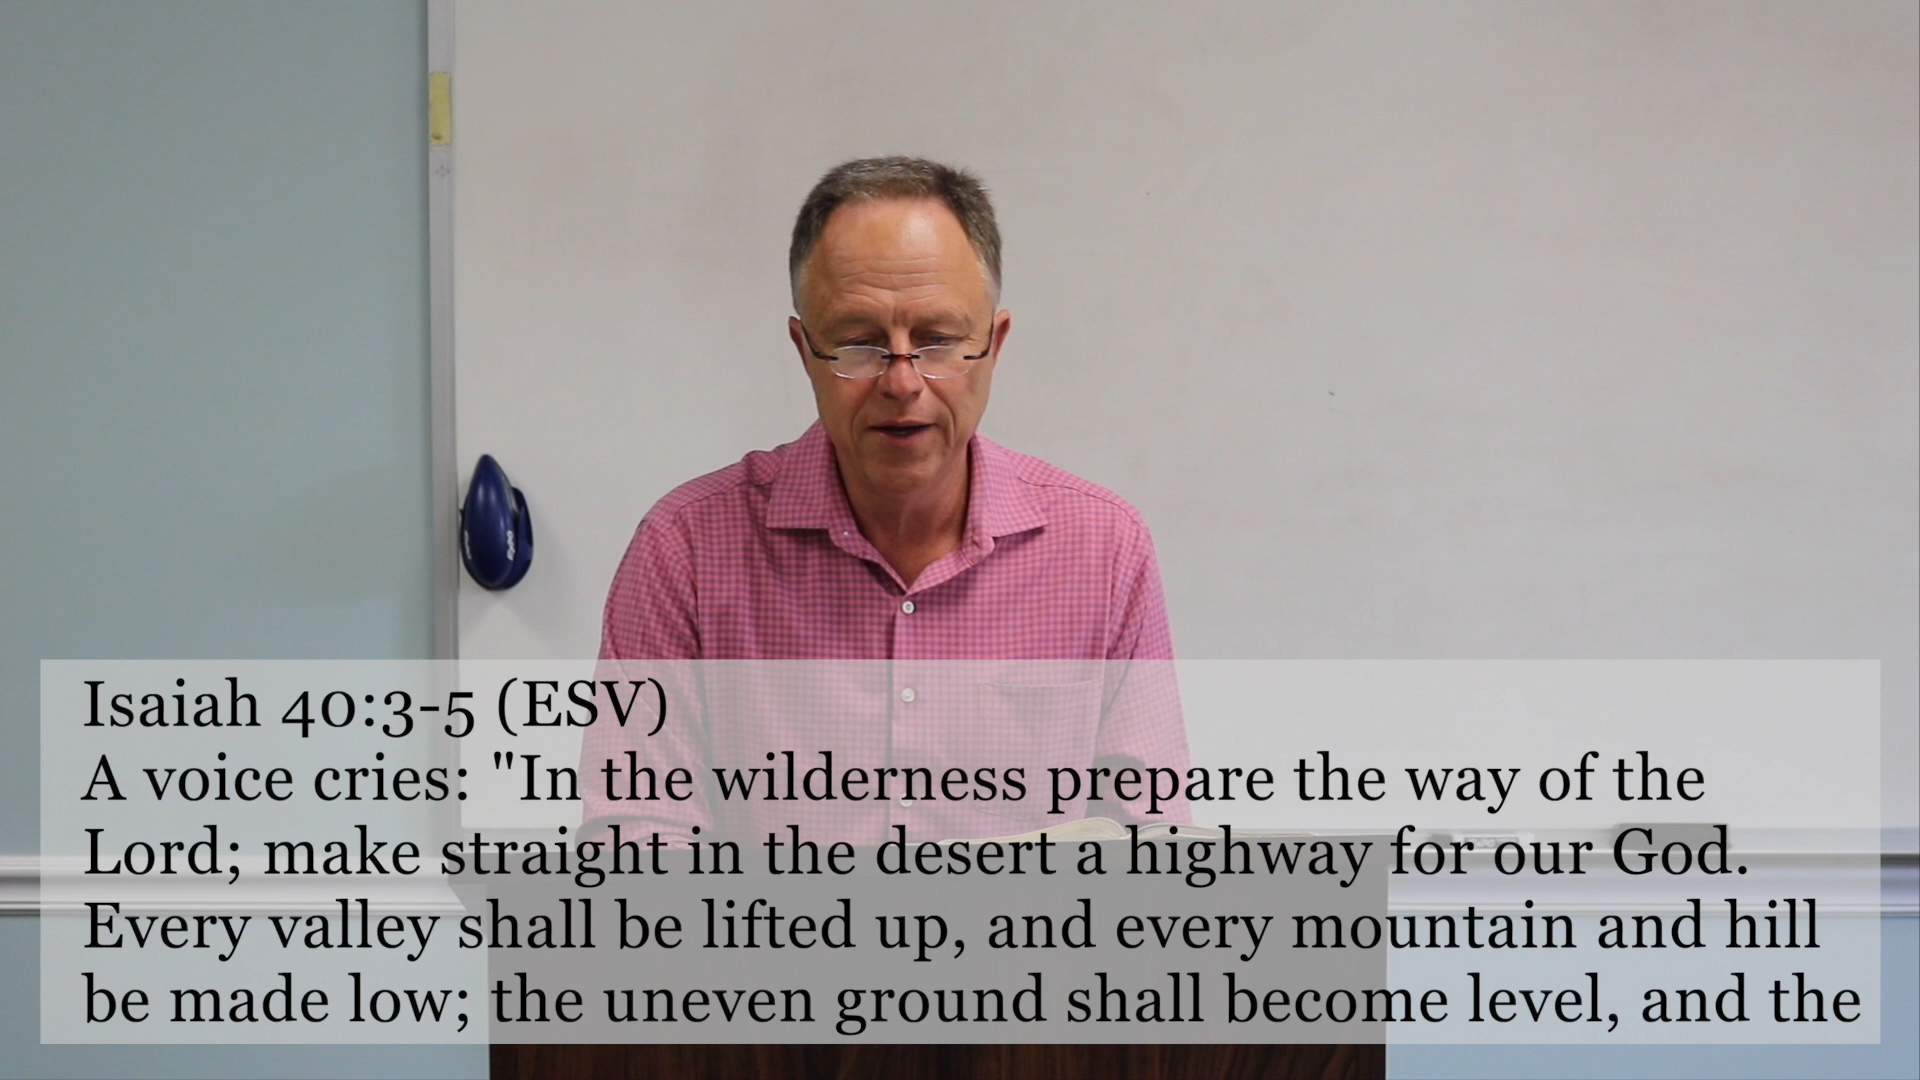 Isaiah 40:3-5 (ESV)
A voice cries: "In the wilderness prepare the way of the
Lord; make straight in the desert a highway for our God.
Every valley shall be lifted up, and every mountain and hill
be made low; the uneven ground shall become level, and the